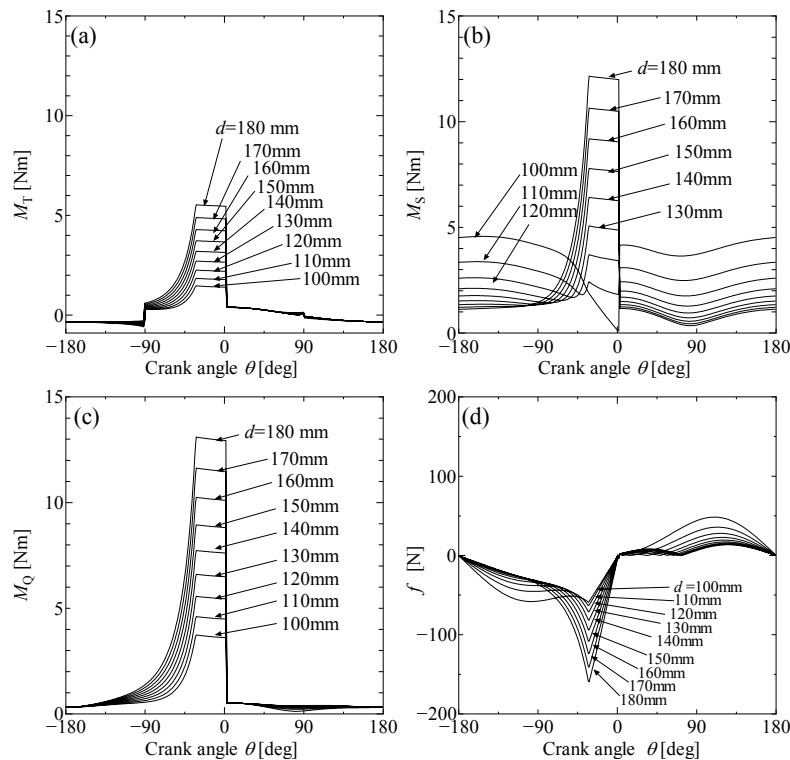 (a)
15
10
5
0
M_T [Nm]
d=180 mm
170mm
160mm
150mm
140mm
130mm
120mm
110mm
100mm
−180 −90 0 90 180
Crank angle θ [deg]
(b)
15
10
5
0
M_S [Nm]
d=180 mm
170mm
160mm
150mm
140mm
130mm
100mm
110mm
120mm
−180 −90 0 90 180
Crank angle θ [deg]
(c)
15
10
5
0
M_Q [Nm]
d=180 mm
170mm
160mm
150mm
140mm
130mm
120mm
110mm
100mm
−180 −90 0 90 180
Crank angle θ [deg]
(d)
200
100
0
−100
−200
f [N]
d=100mm
110mm
120mm
130mm
140mm
150mm
160mm
170mm
180mm
−180 −90 0 90 180
Crank angle θ [deg]